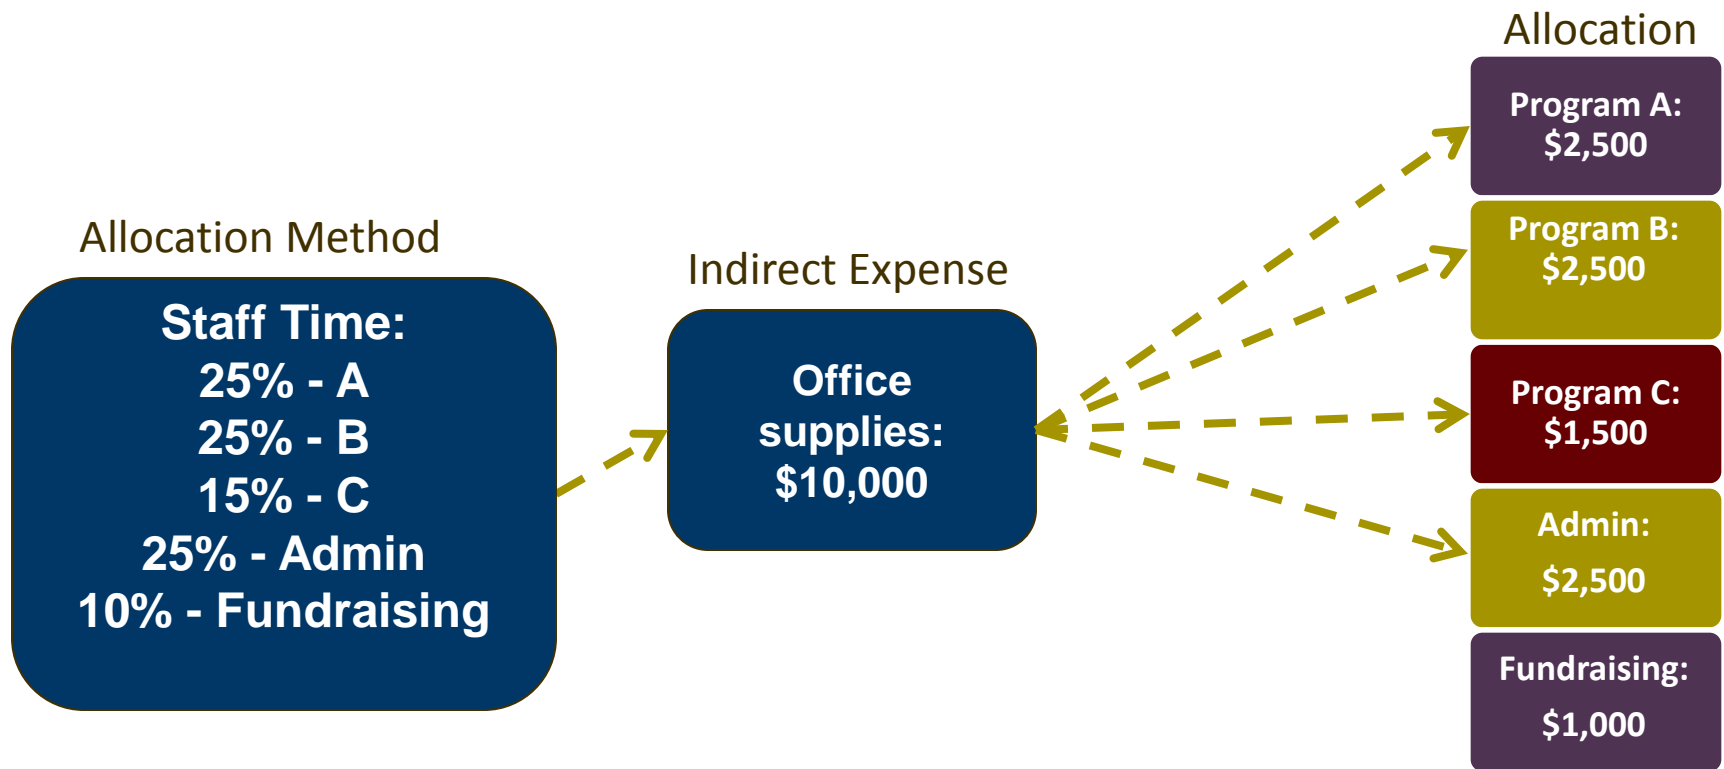 Allocation Method
Staff Time:
25% - A
25% - B
15% - C
25% - Admin
10% - Fundraising
Indirect Expense
Office
supplies:
$10,000
Allocation
Program A:
$2,500
Program B:
$2,500
Program C:
$1,500
Admin:
$2,500
Fundraising:
$1,000